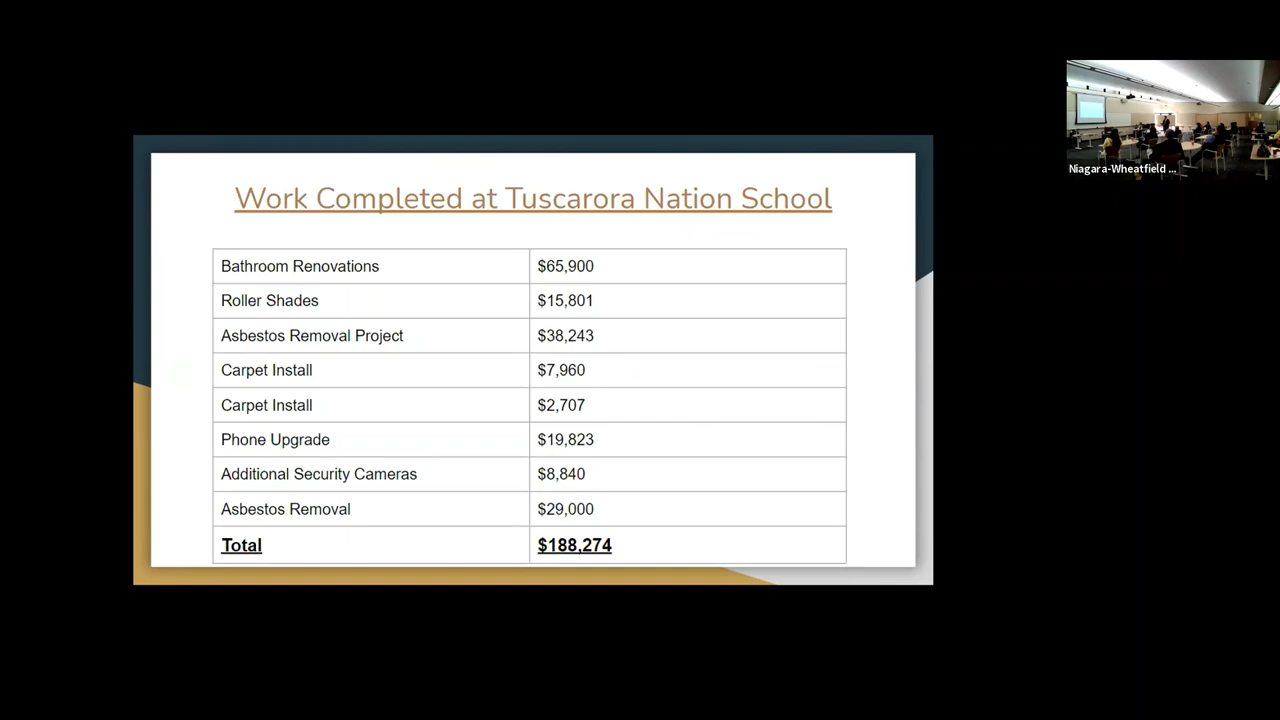 Work Completed at Tuscarora Nation School
Bathroom Renovations $65,900
Roller Shades $15,801
Asbestos Removal Project $38,243
Carpet Install $7,960
Carpet Install $2,707
Phone Upgrade $19,823
Additional Security Cameras $8,840
Asbestos Removal $29,000
Total $188,274
Niagara-Wheatfield ...